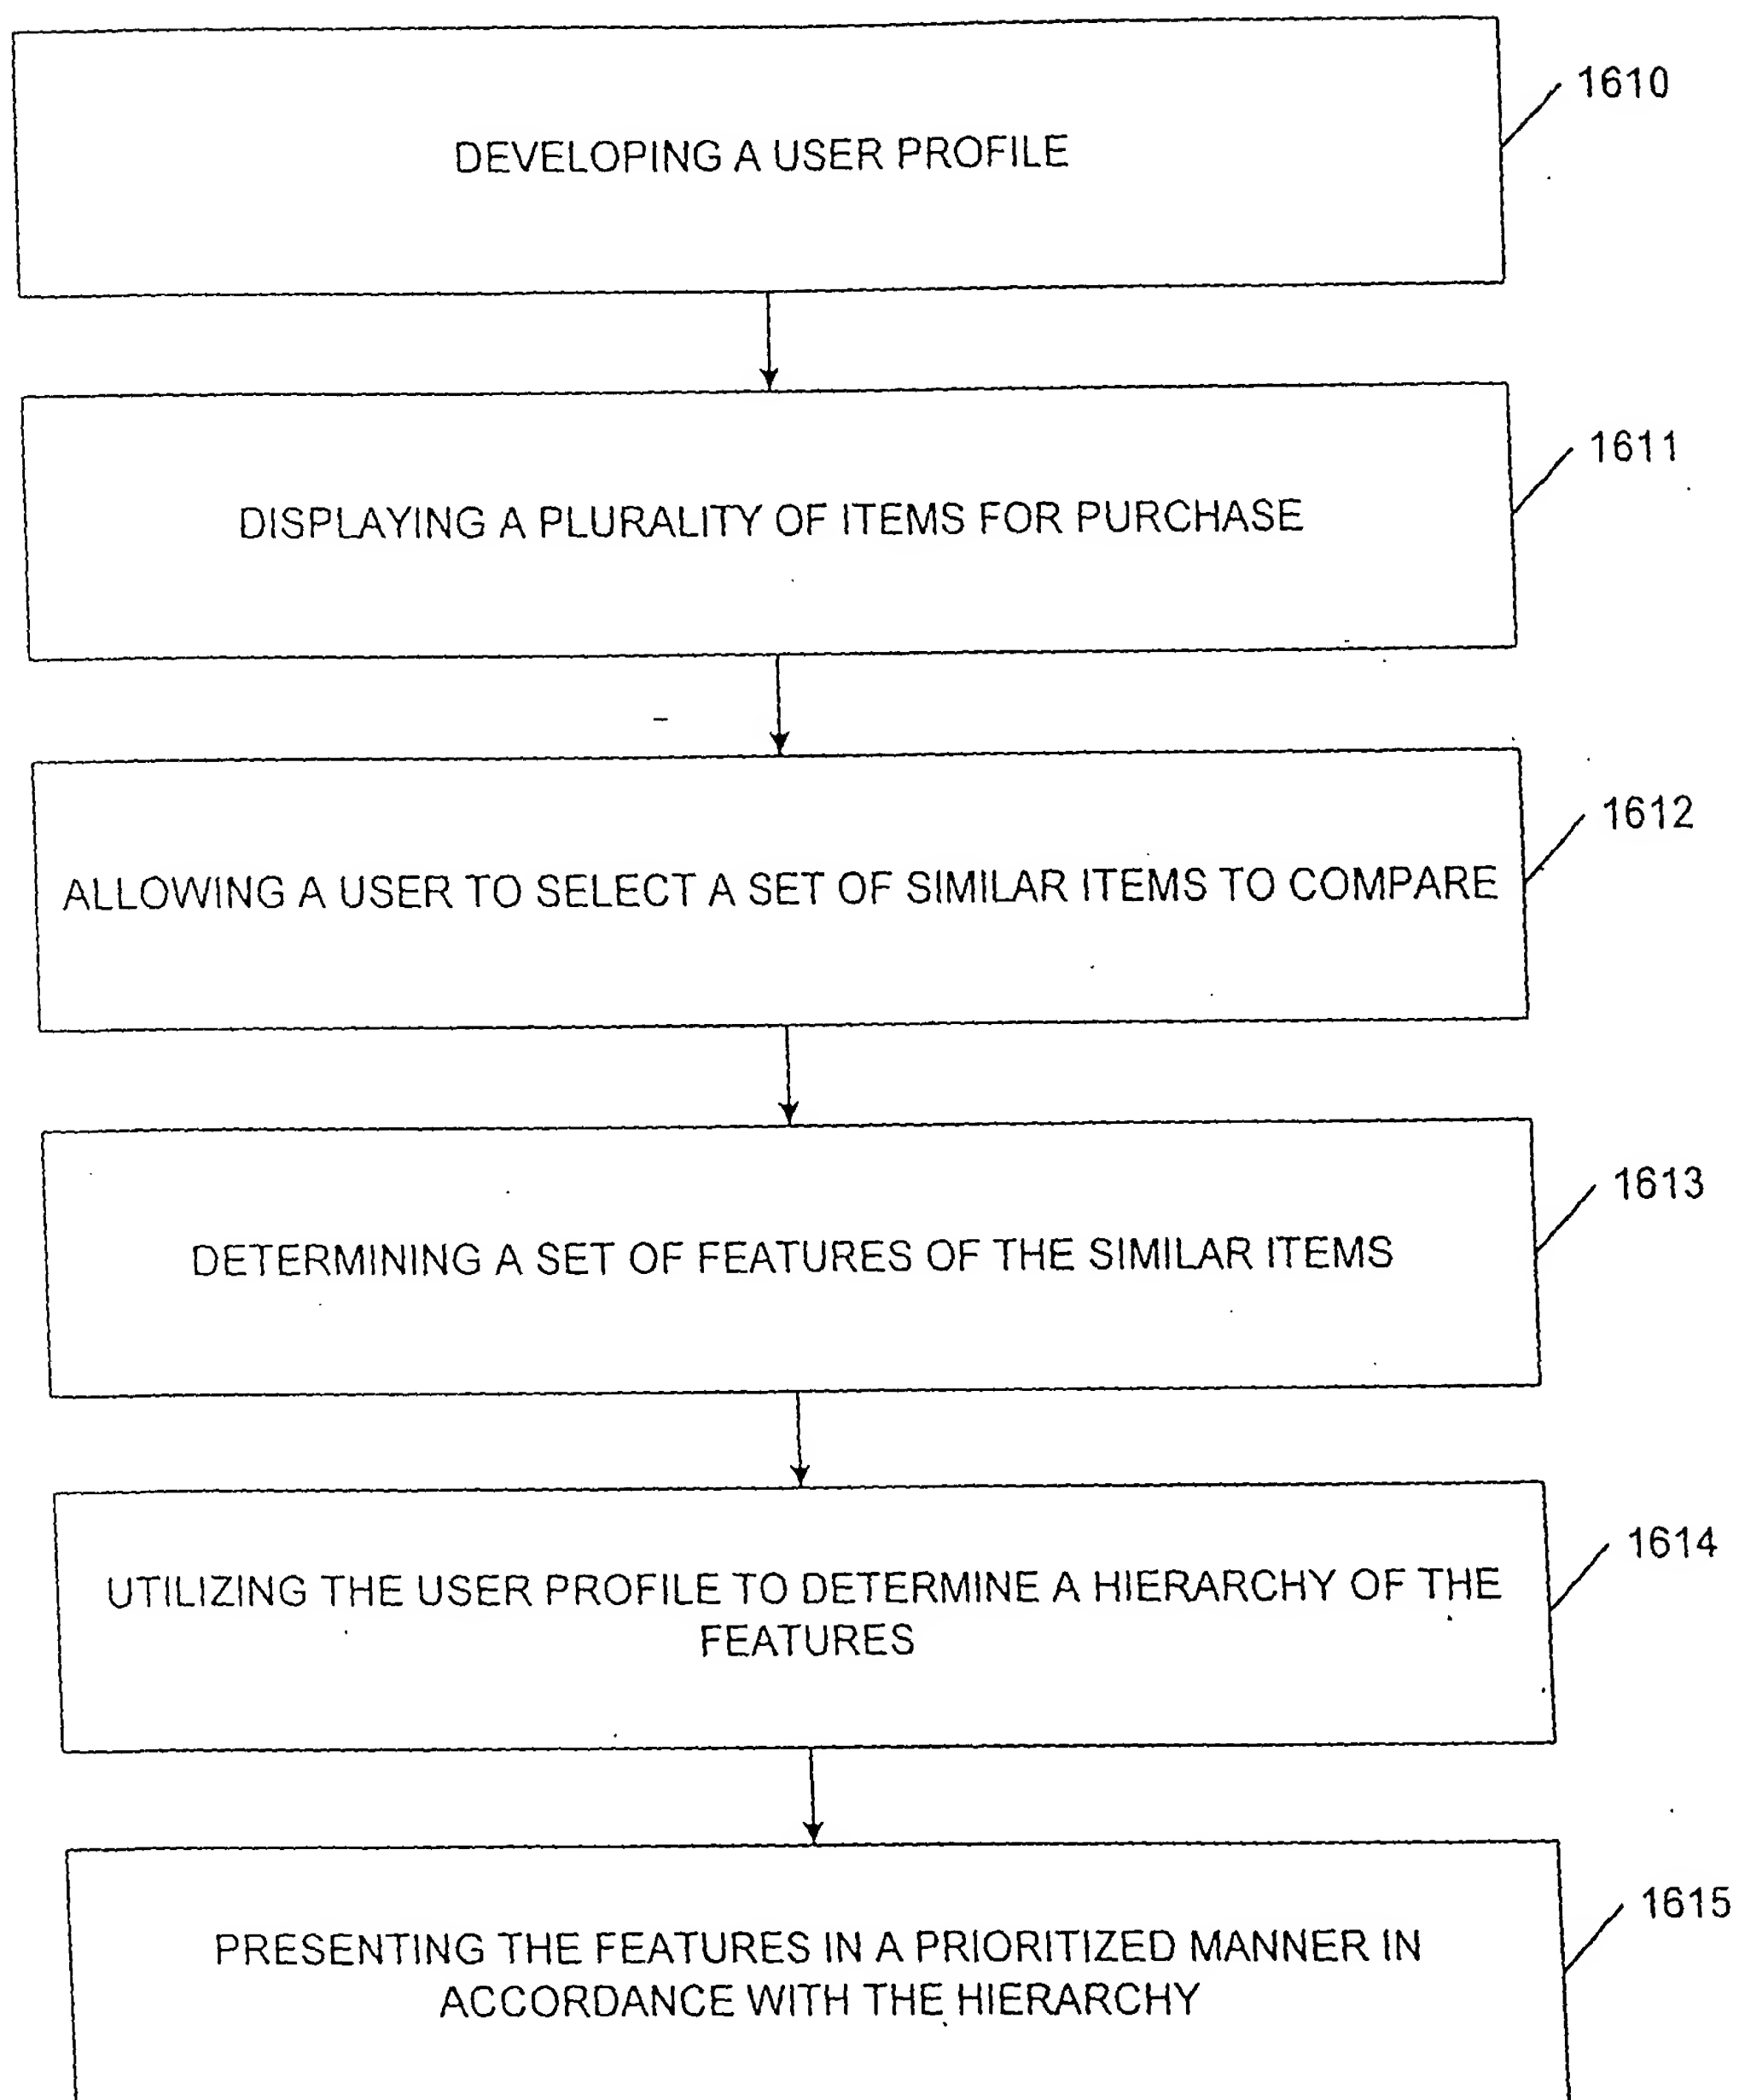 DEVELOPING A USER PROFILE
1610
DISPLAYING A PLURALITY OF ITEMS FOR PURCHASE
1611
ALLOWING A USER TO SELECT A SET OF SIMILAR ITEMS TO COMPARE
1612
DETERMINING A SET OF FEATURES OF THE SIMILAR ITEMS
1613
UTILIZING THE USER PROFILE TO DETERMINE A HIERARCHY OF THE
FEATURES
1614
PRESENTING THE FEATURES IN A PRIORITIZED MANNER IN
ACCORDANCE WITH THE HIERARCHY
1615